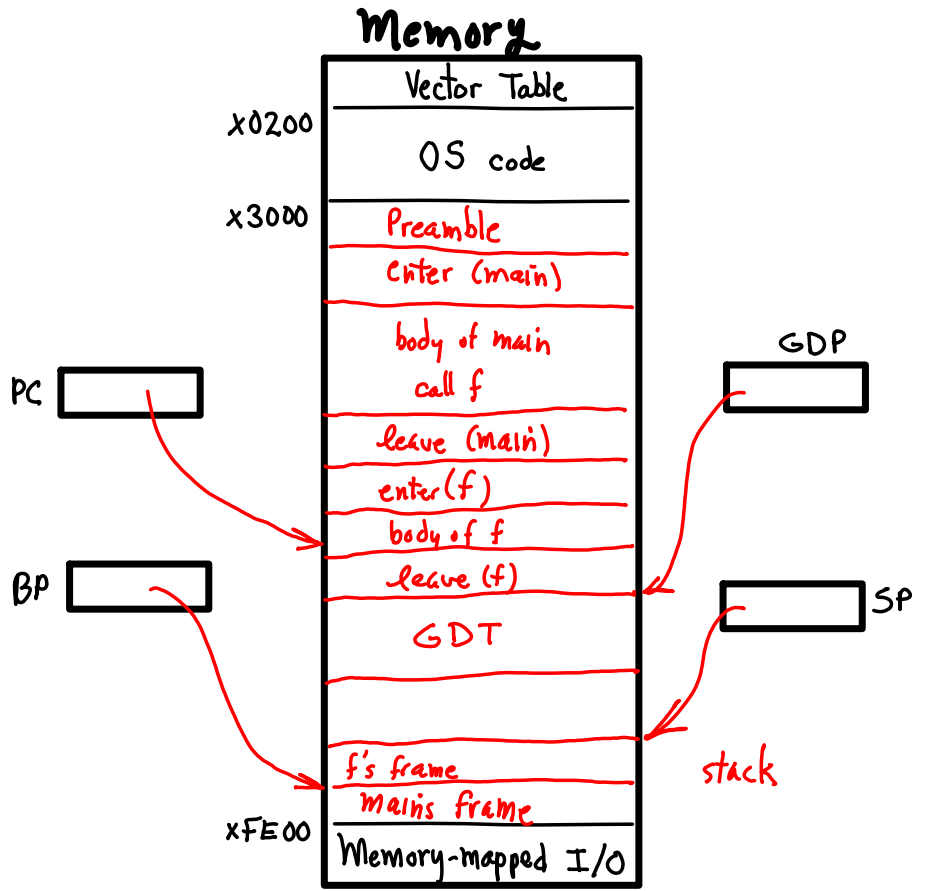 Memory
Vector Table
x0200
OS code
x3000
Preamble
enter (main)
body of main
GDP
PC
call f
leave (main)
enter(f)
body of f
BP
leave (f)
SP
GDT
stack
f's frame
mains frame
xFE00
Memory-mapped I/O